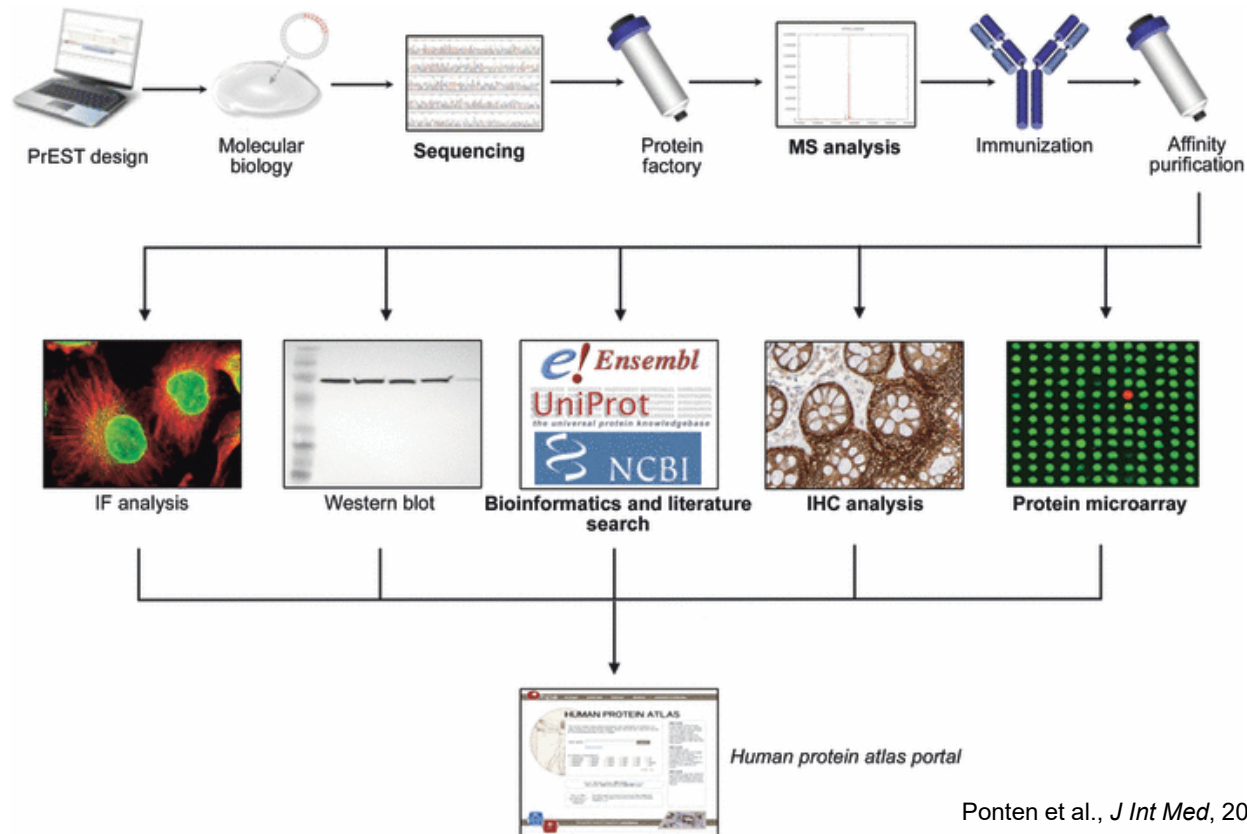 PrEST design
Molecular
biology
Sequencing
Protein
factory
MS analysis
Immunization
Affinity
purification
e! Ensembl
UniProt
the universal protein knowledgebase
NCBI
IF analysis
Western blot
Bioinformatics and literature
search
IHC analysis
Protein microarray
HUMAN PROTEIN ATLAS
Human protein atlas portal
Ponten et al., J Int Med, 20